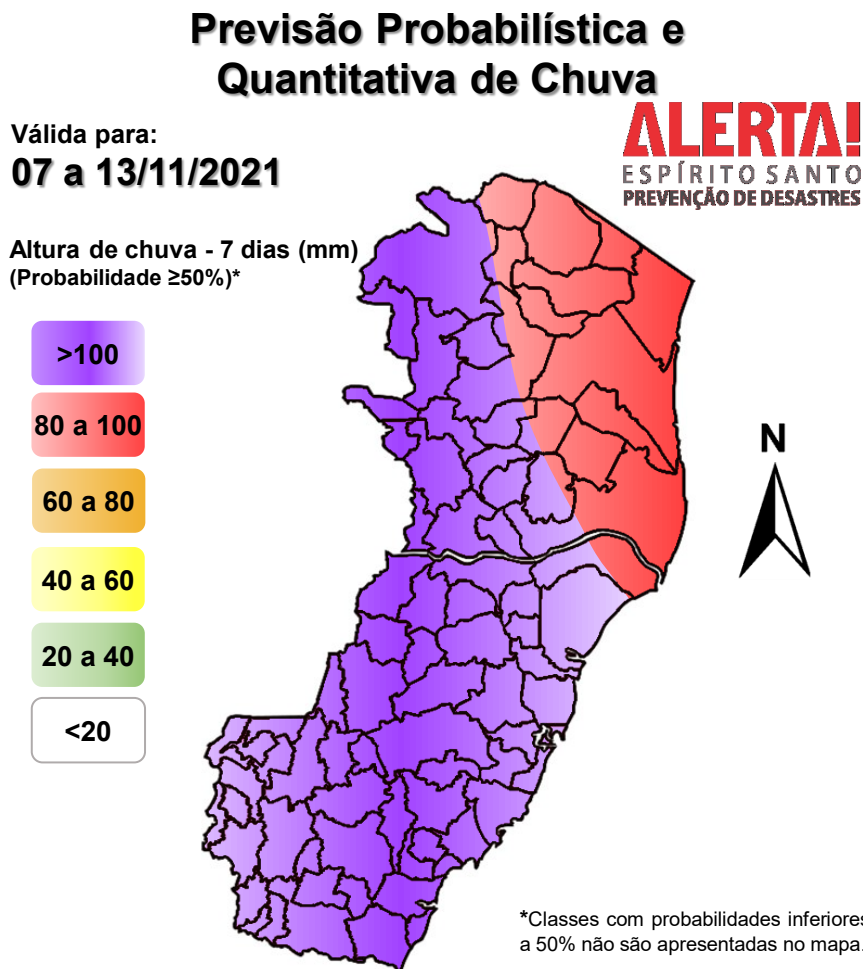 Previsão Probabilística e
Quantitativa de Chuva
ALERTA!
ESPÍRITO SANTO
PREVENÇÃO DE DESASTRES
Válida para:
07 a 13/11/2021
Altura de chuva - 7 dias (mm)
(Probabilidade ≥50%)*
>100
80 a 100
60 a 80
40 a 60
20 a 40
<20
N
*Classes com probabilidades inferiores
a 50% não são apresentadas no mapa.